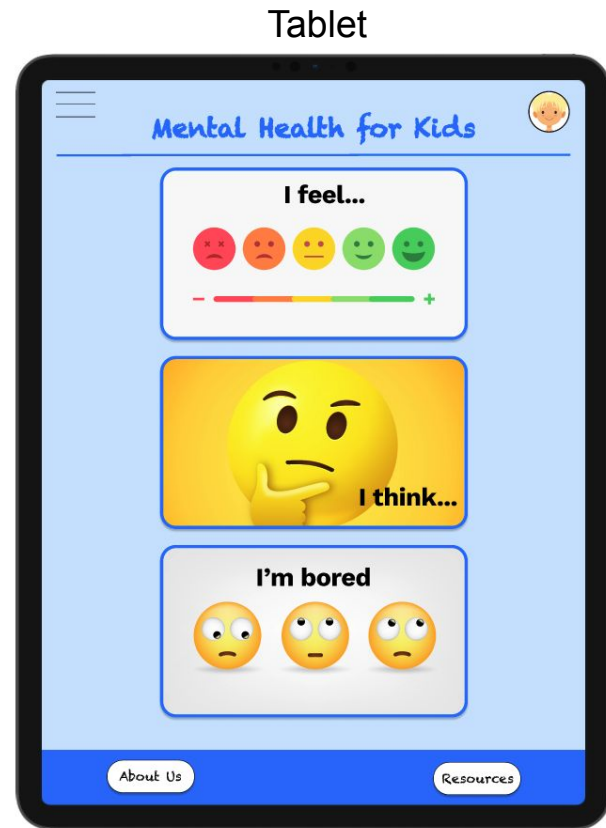 Tablet
Mental Health for Kids
I feel...
- +
I think...
I'm bored
About Us
Resources